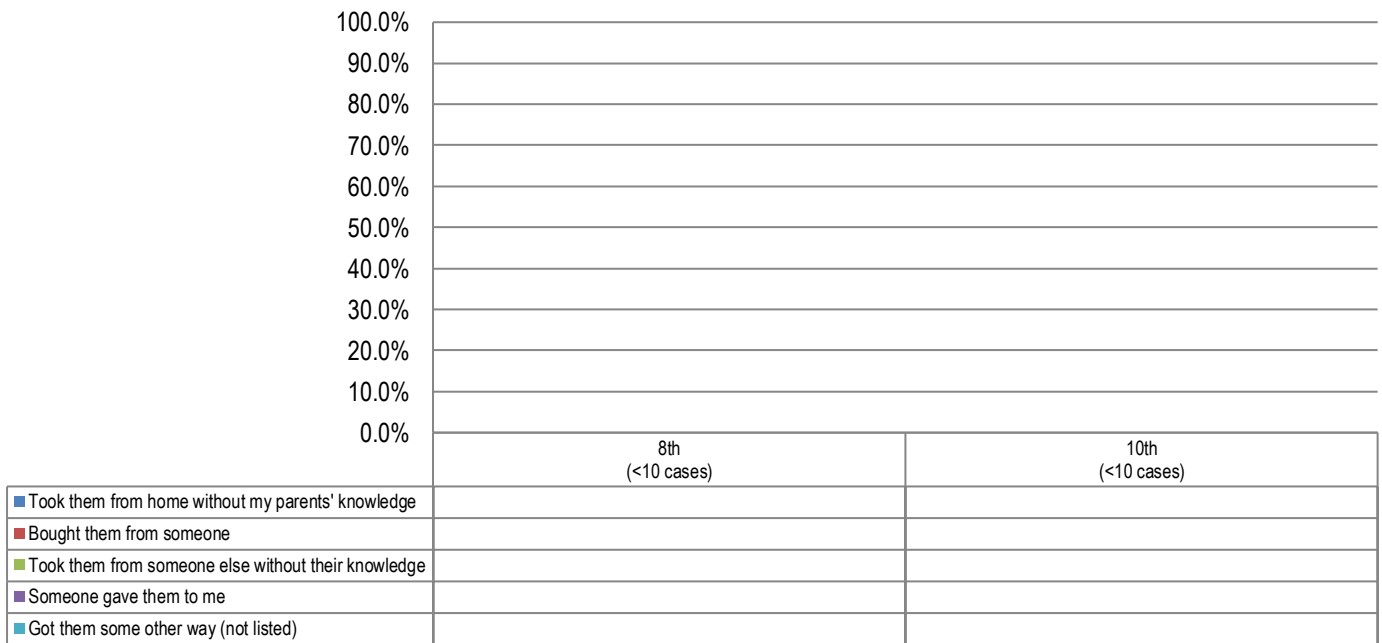 100.0%
90.0%
80.0%
70.0%
60.0%
50.0%
40.0%
30.0%
20.0%
10.0%
0.0%
8th
(<10 cases)
10th
(<10 cases)
Took them from home without my parents' knowledge
Bought them from someone
Took them from someone else without their knowledge
Someone gave them to me
Got them some other way (not listed)